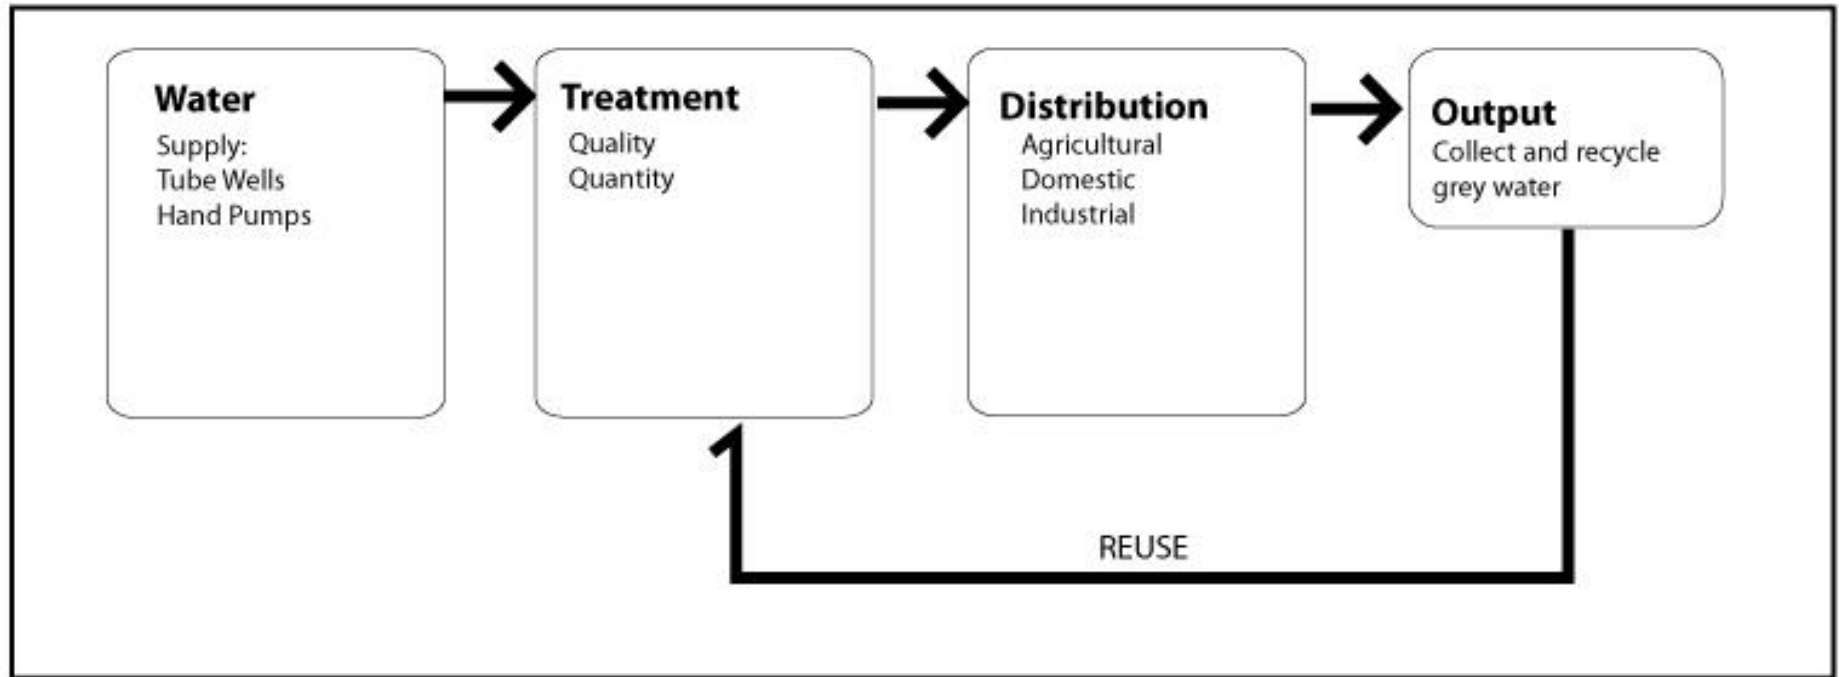 Water
Supply:
Tube Wells
Hand Pumps
Treatment
Quality
Quantity
Distribution
Agricultural
Domestic
Industrial
Output
Collect and recycle
grey water
REUSE